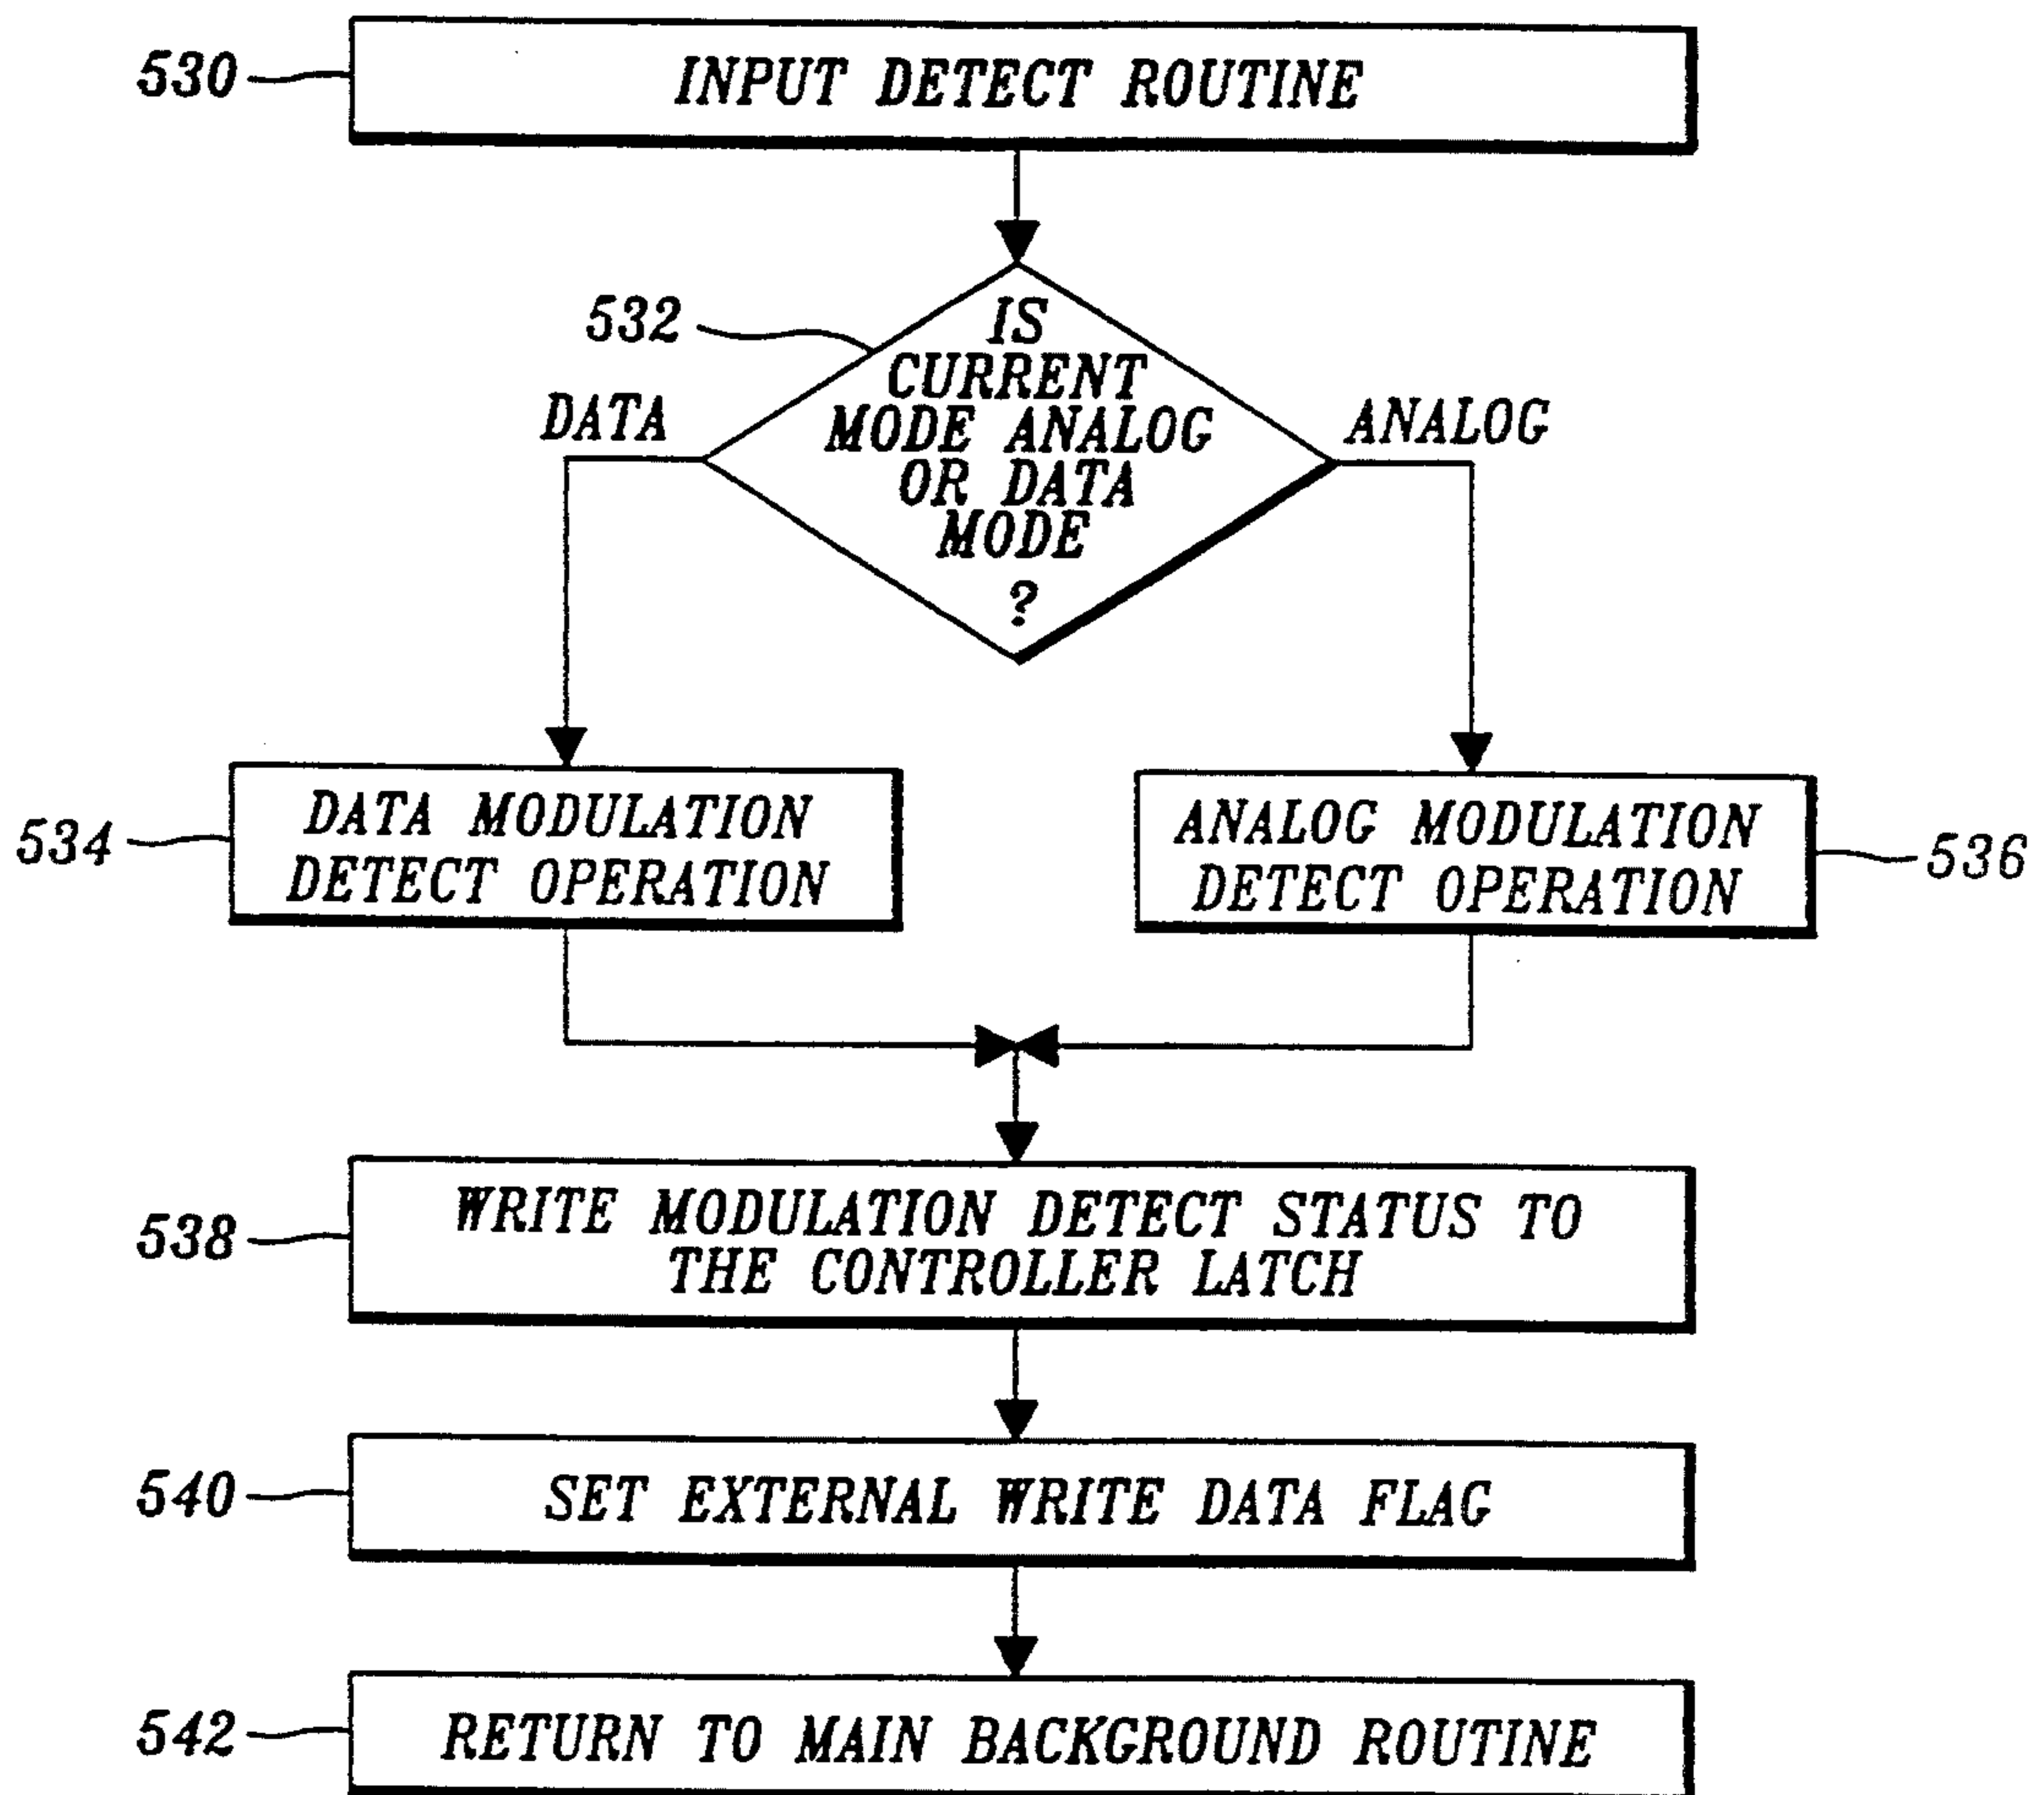 530
INPUT DETECT ROUTINE
532
IS
CURRENT
MODE ANALOG
OR DATA
MODE
?
DATA
ANALOG
534
DATA MODULATION
DETECT OPERATION
ANALOG MODULATION
DETECT OPERATION
536
538
WRITE MODULATION DETECT STATUS TO
THE CONTROLLER LATCH
540
SET EXTERNAL WRITE DATA FLAG
542
RETURN TO MAIN BACKGROUND ROUTINE